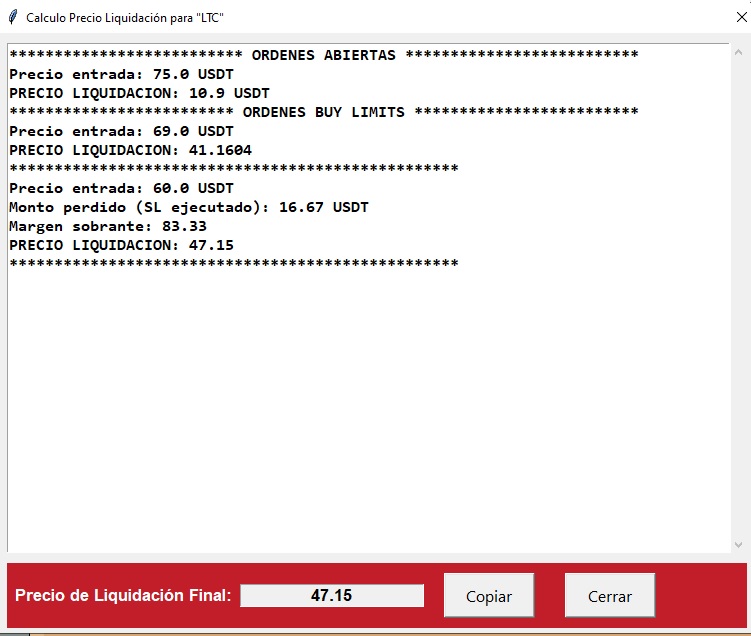 Calculo Precio Liquidación para "LTC"
************************** ORDENES ABIERTAS **************************
Precio entrada: 75.0 USDT
PRECIO LIQUIDACION: 10.9 USDT
************************* ORDENES BUY LIMITS *************************
Precio entrada: 69.0 USDT
PRECIO LIQUIDACION: 41.1604
**************************************************
Precio entrada: 60.0 USDT
Monto perdido (SL ejecutado): 16.67 USDT
Margen sobrante: 83.33
PRECIO LIQUIDACION: 47.15
**************************************************
Precio de Liquidación Final: 47.15 Copiar Cerrar